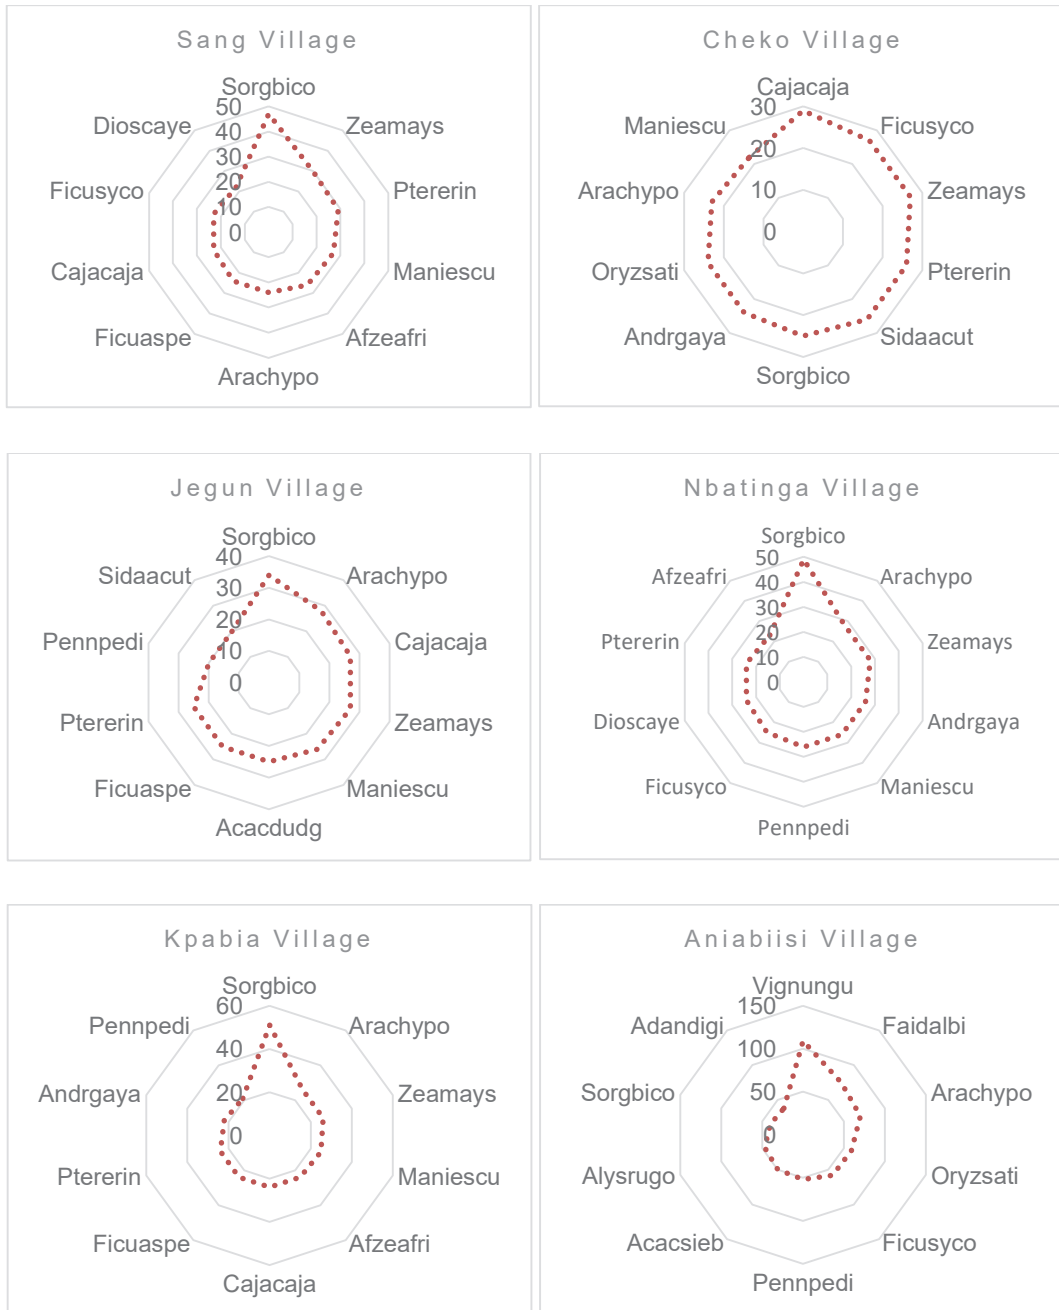 Sang Village
Sorgbico
50
Dioscaye
Zeamays
40
30
Ficusyco
Ptererin
20
10
0
Cajacaja
Maniescu
Ficuaspe
Afzeafri
Arachypo
Cheko Village
Cajacaja
30
Maniescu
Ficusyco
20
Arachypo
Zeamays
10
0
Oryzsati
Ptererin
Andrgaya
Sidaacut
Sorgbico
Jegun Village
Sorgbico
40
Sidaacut
Arachypo
30
20
Pennpedi
Cajacaja
10
0
Ptererin
Zeamays
Ficuaspe
Maniescu
Acacdudg
Nbatinga Village
Sorgbico
50
Afzeafri
Arachypo
40
30
Ptererin
Zeamays
20
10
0
Dioscaye
Andrgaya
Ficusyco
Maniescu
Pennpedi
Kpabia Village
Sorgbico
60
Pennpedi
Arachypo
40
Andrgaya
Zeamays
20
0
Ptererin
Maniescu
Ficuaspe
Afzeafri
Cajacaja
Aniabiisi Village
Vignungu
150
Adandigi
Faidalbi
100
Sorgbico
Arachypo
50
0
Alysrugo
Oryzsati
Acacsieb
Ficusyco
Pennpedi